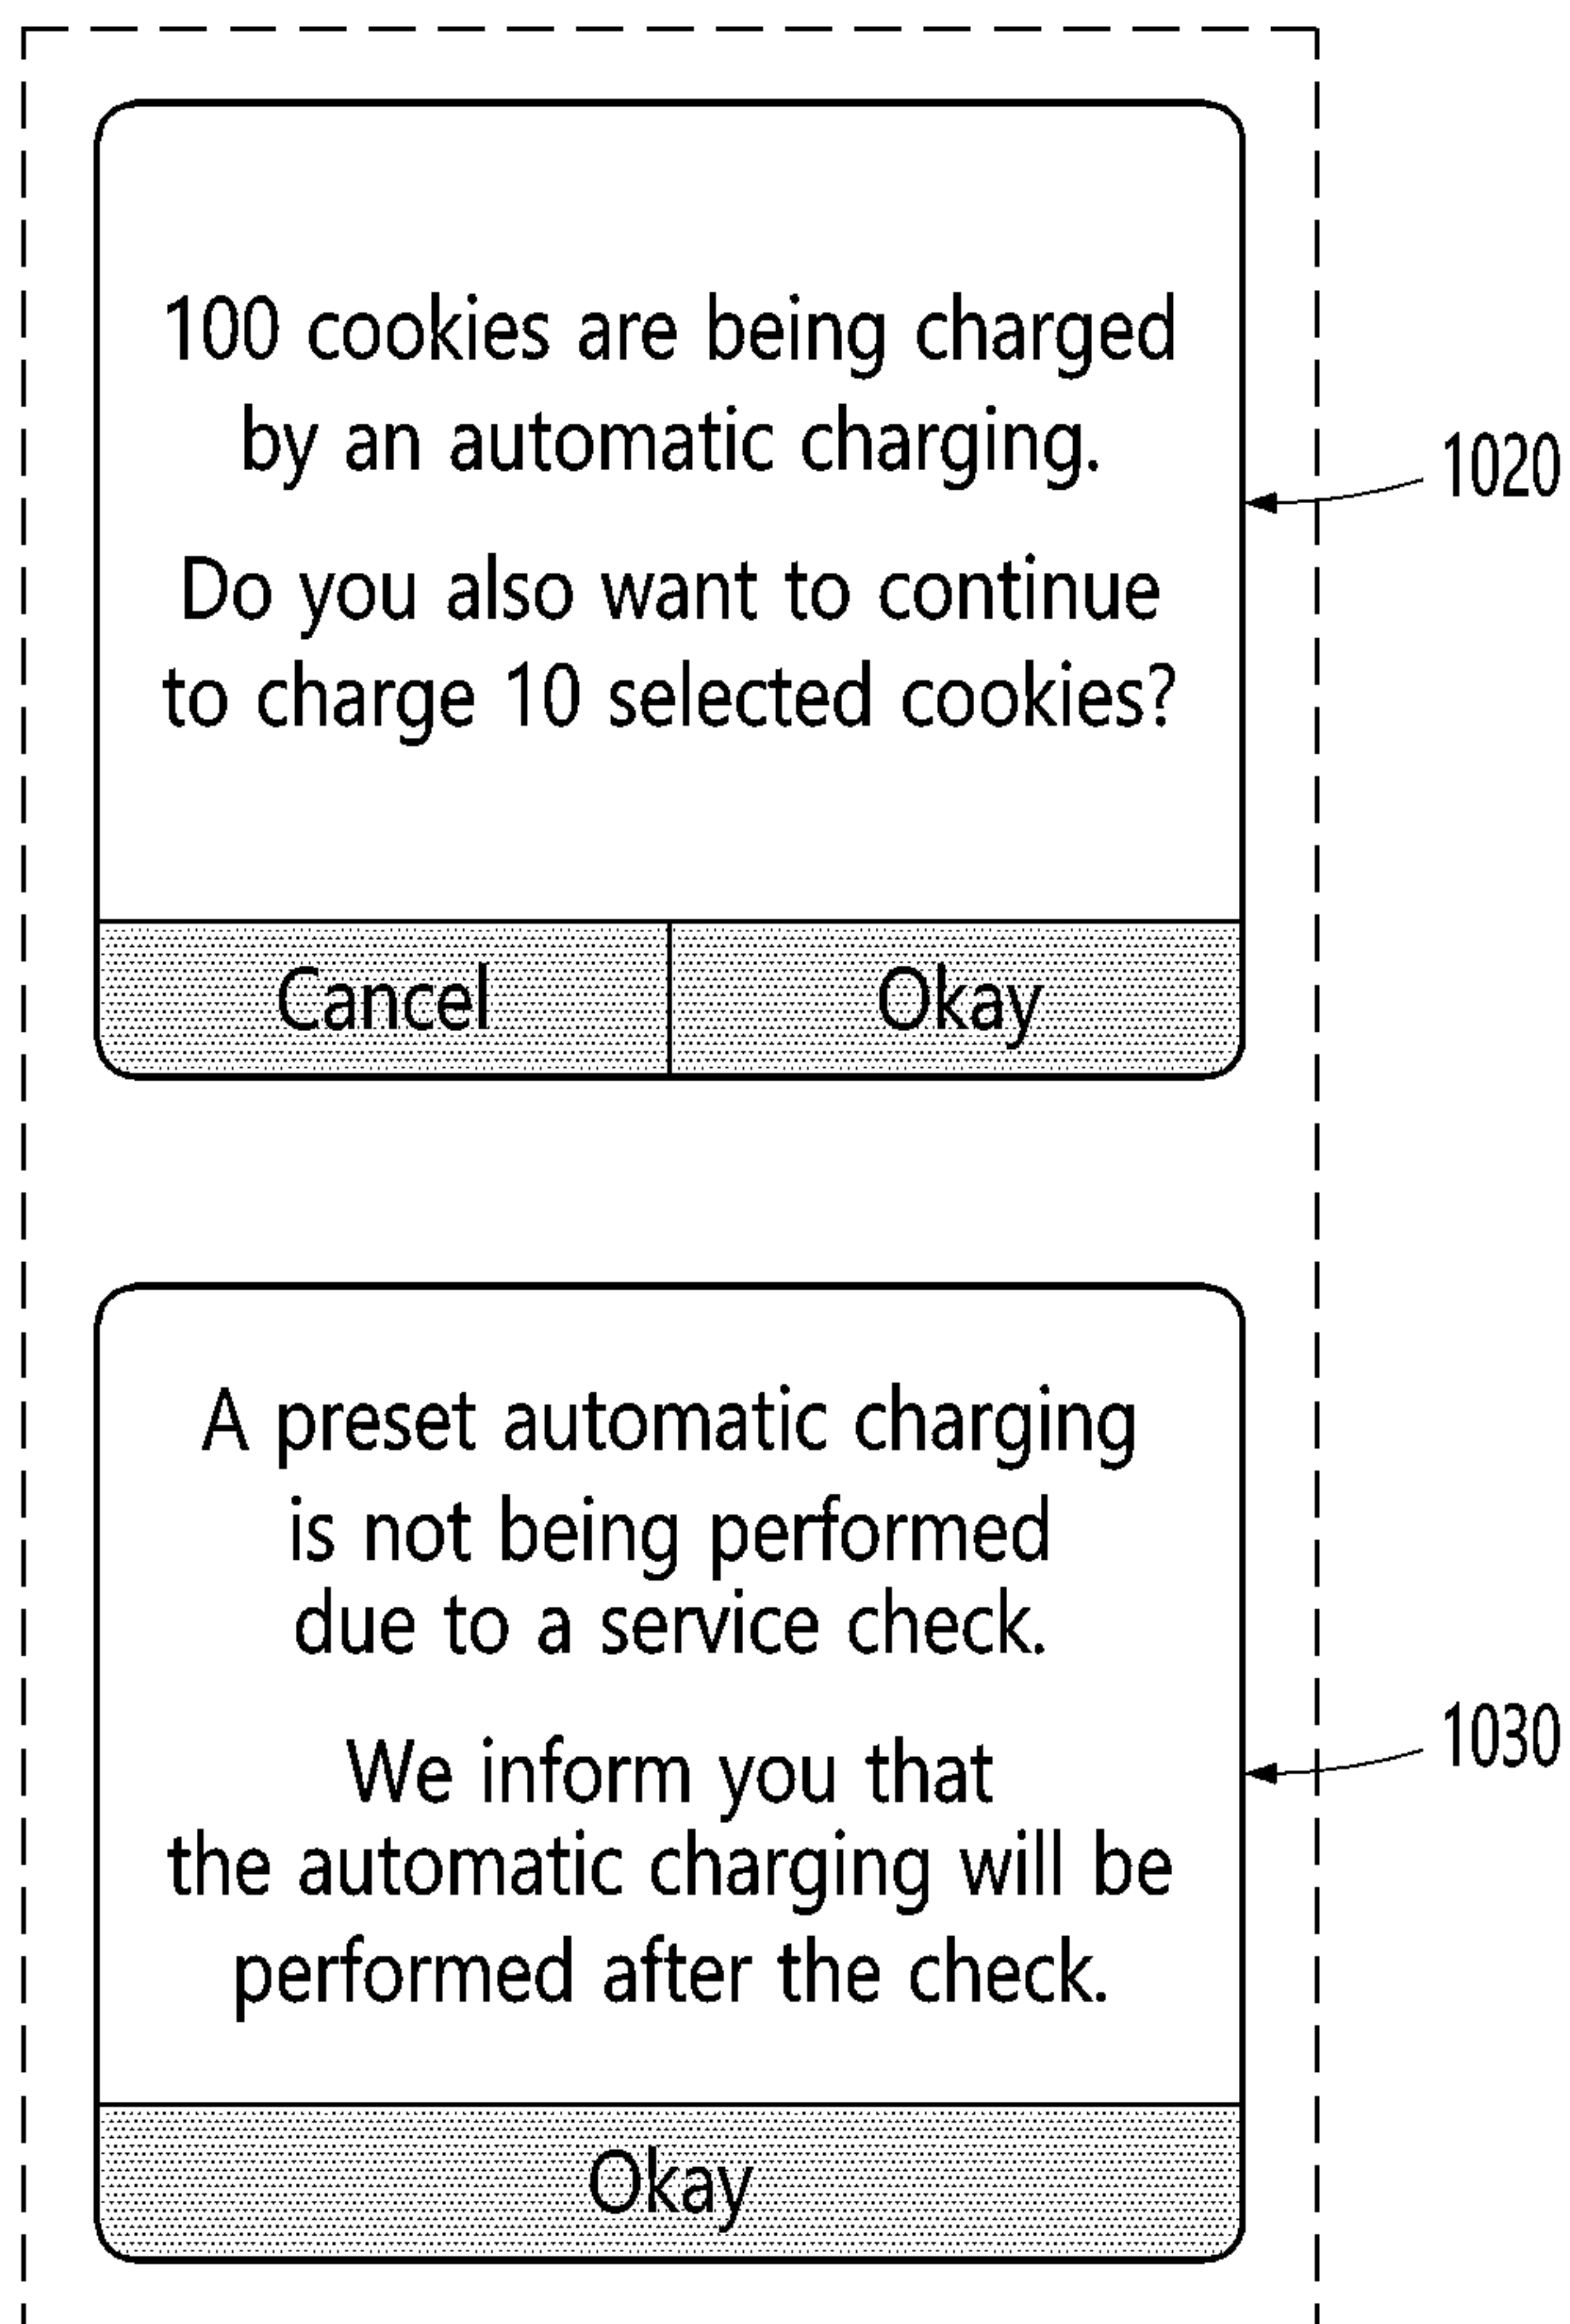 100 cookies are being charged
by an automatic charging.
Do you also want to continue
to charge 10 selected cookies?
Cancel
Okay
1020
A preset automatic charging
is not being performed
due to a service check.
We inform you that
the automatic charging will be
performed after the check.
Okay
1030